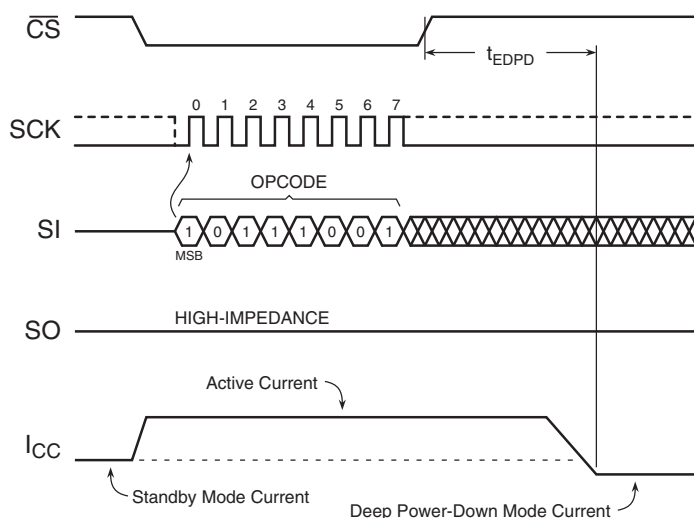 CS
tEDPD
0 1 2 3 4 5 6 7
SCK
OPCODE
SI
1 0 1 1 1 0 0 1
MSB
HIGH-IMPEDANCE
SO
Active Current
ICC
Standby Mode Current
Deep Power-Down Mode Current